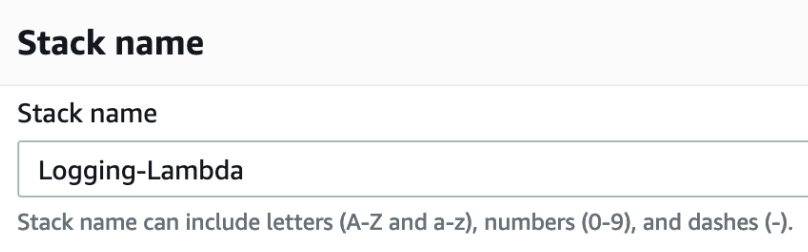 Stack name
Stack name
Logging-Lambda
Stack name can include letters (A-Z and a-z), numbers (0-9), and dashes (-).